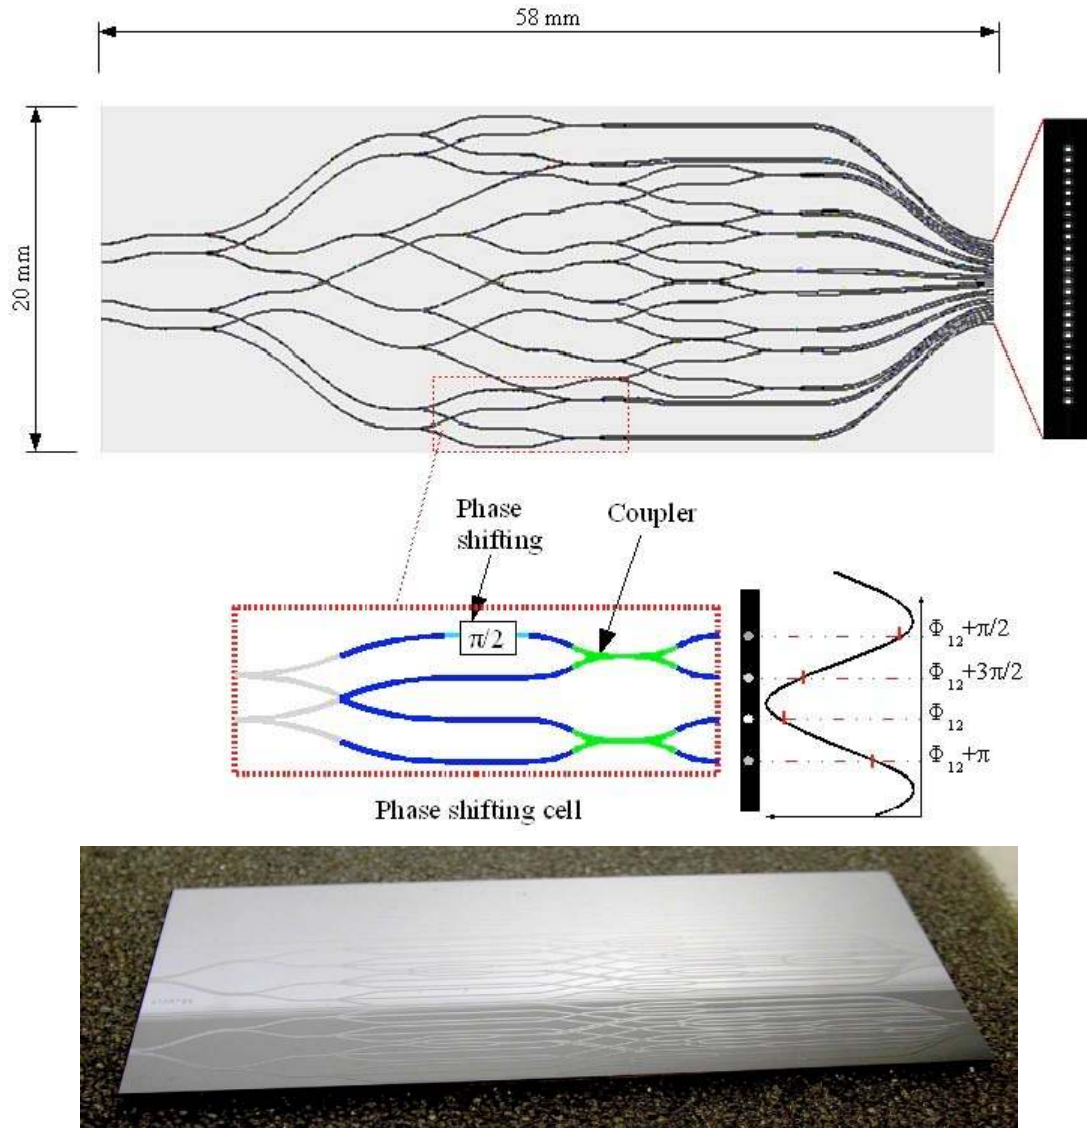 58 mm
20 mm
Phase
shifting
Coupler
π/2
Φ12+π/2
Φ12+3π/2
Φ12
Φ12+π
Phase shifting cell